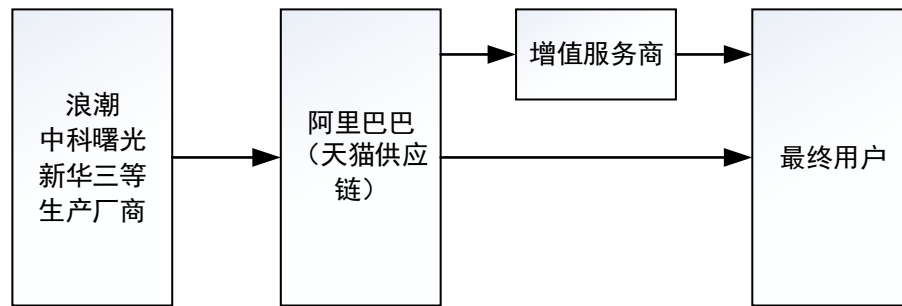 浪潮
中科曙光
新华三等
生产厂商
阿里巴巴
（天猫供应
链）
增值服务商
最终用户